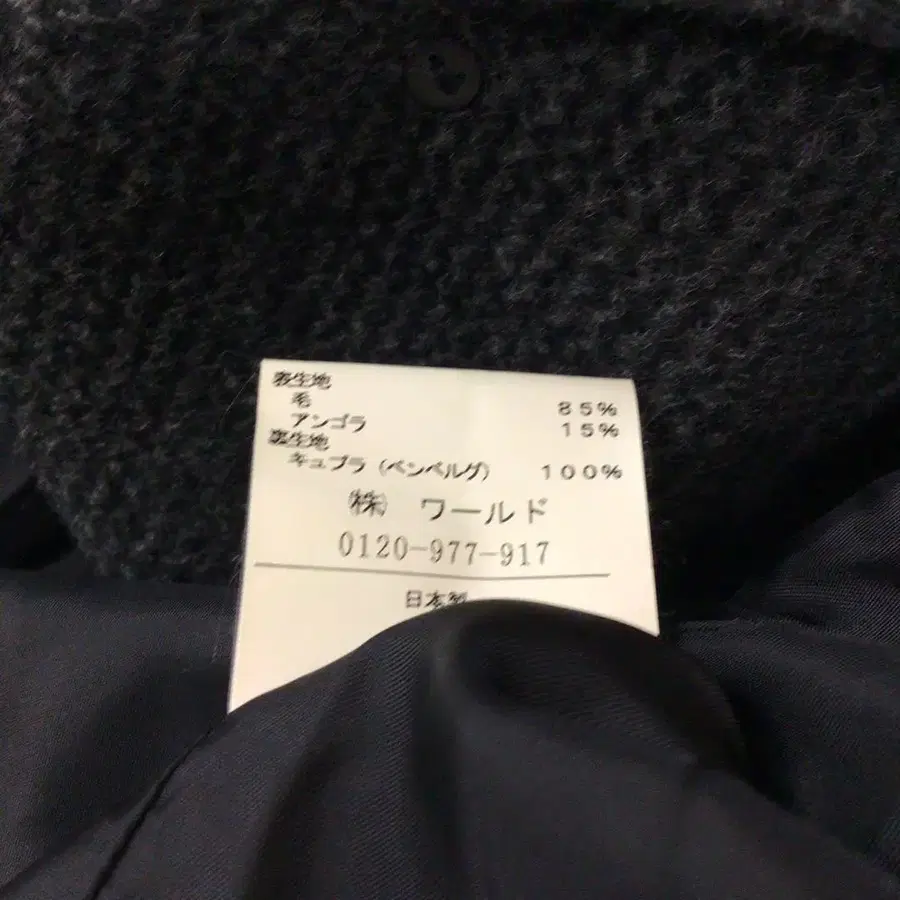 表生地
毛 85%
アンゴラ 15%
裏生地
キュプラ（ベンベルグ） 100%
㈱ ワールド
0120-977-917
日本製